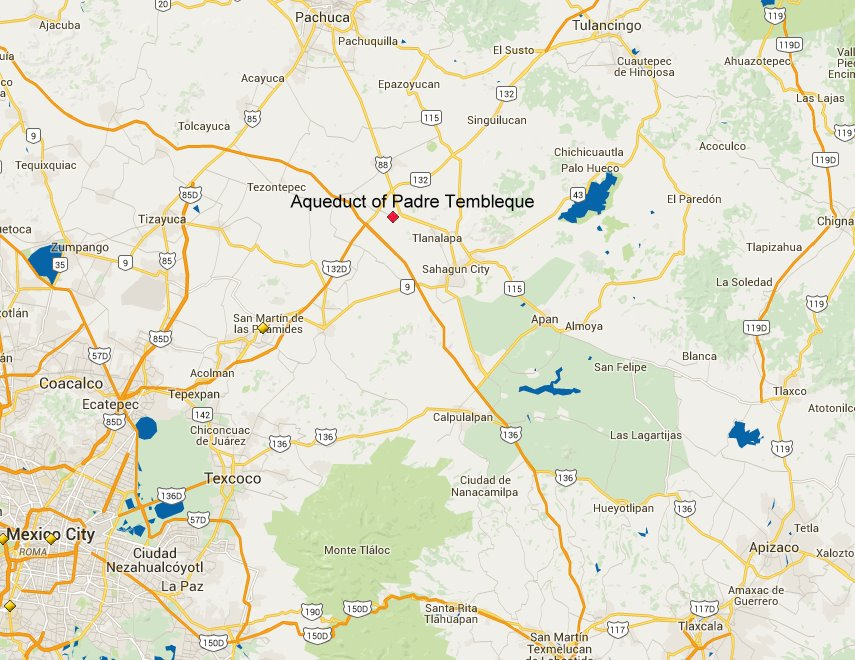 20
Pachuca
119
Ajacuba
Tulancingo
Pachuquilla
El Susto
119D
Cuautepec
de Hinojosa
Ahuazotepec
Acayuca
Epazoyucan
132
Las Lajas
85
115
Singuilucan
Tolcayuca
119
9
Acoculco
Chichicuautla
119D
Tequixquiac
88
Palo Hueco
132
Tezontepec
85D
43
El Paredón
Aqueduct of Padre Tembleque
Tizayuca
Tlanalapa
Zumpango
Tlapizahua
35
9
85
132D
Sahagun City
La Soledad
9
115
119
San Martín de
las Pirámides
Apan
Almoya
119D
85D
57D
Blanca
Acolman
San Felipe
Coacalco
Tepexpan
Tlaxco
Ecatepec
142
Calpulalpan
85D
Chiconcuac
de Juárez
136
136
136
Las Lagartijas
119
Texcoco
136
Ciudad de
Nanacamilpa
136D
Hueyotlipan
136
57D
Tetla
Mexico City
ROMA
Monte Tláloc
Apizaco
Ciudad
Nezahualcóyotl
La Paz
Amaxac de
Guerrero
190
150D
Santa Rita
Tlahuapan
117D
150D
150D
117
Tlaxcala
San Martín
Texmelucan